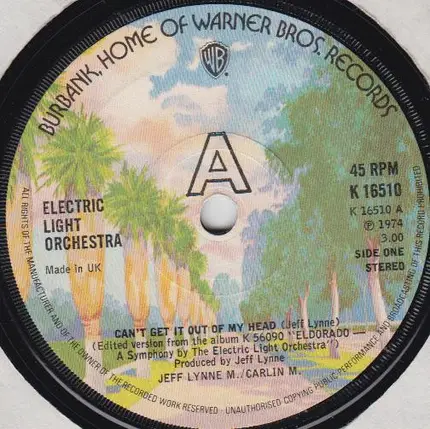 BURBANK, HOME OF WARNER BROS. RECORDS
WB
A
ELECTRIC
LIGHT
ORCHESTRA
Made in UK
45 RPM
K 16510
K 16510 A
℗ 1974
3.00
SIDE ONE
STEREO
CAN'T GET IT OUT OF MY HEAD (Jeff Lynne)
(Edited version from the album K 56090 "ELDORADO —
A Symphony by The Electric Light Orchestra")
Produced by Jeff Lynne
JEFF LYNNE M./CARLIN M.
ALL RIGHTS OF THE MANUFACTURER AND OF THE OWNER OF THE RECORDED WORK RESERVED · UNAUTHORISED COPYING PUBLIC PERFORMANCE AND BROADCASTING OF THIS RECORD PROHIBITED